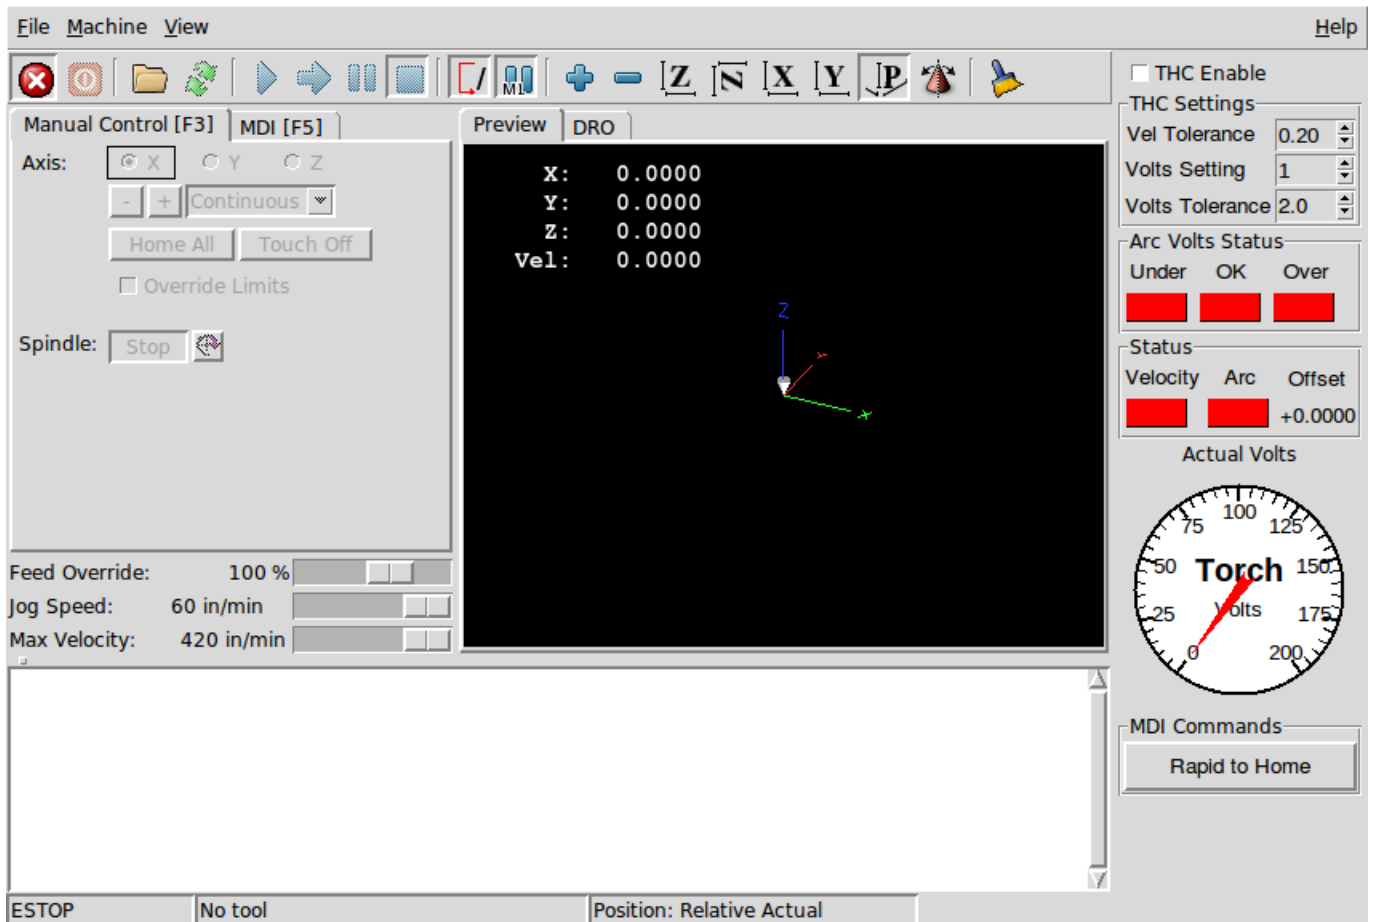 File Machine View Help
M1 Z N X Y P
THC Enable
THC Settings
Vel Tolerance 0.20
Volts Setting 1
Volts Tolerance 2.0
Arc Volts Status
Under OK Over
Status
Velocity Arc Offset
+0.0000
Actual Volts
Manual Control [F3] MDI [F5]
Axis: X Y Z
- + Continuous
Home All Touch Off
Override Limits
Spindle: Stop
Preview DRO
X: 0.0000
Y: 0.0000
Z: 0.0000
Vel: 0.0000
Z
Y
X
Feed Override: 100 %
Jog Speed: 60 in/min
Max Velocity: 420 in/min
0 25 50 75 100 125 150 175 200
Torch
Volts
MDI Commands
Rapid to Home
ESTOP No tool Position: Relative Actual